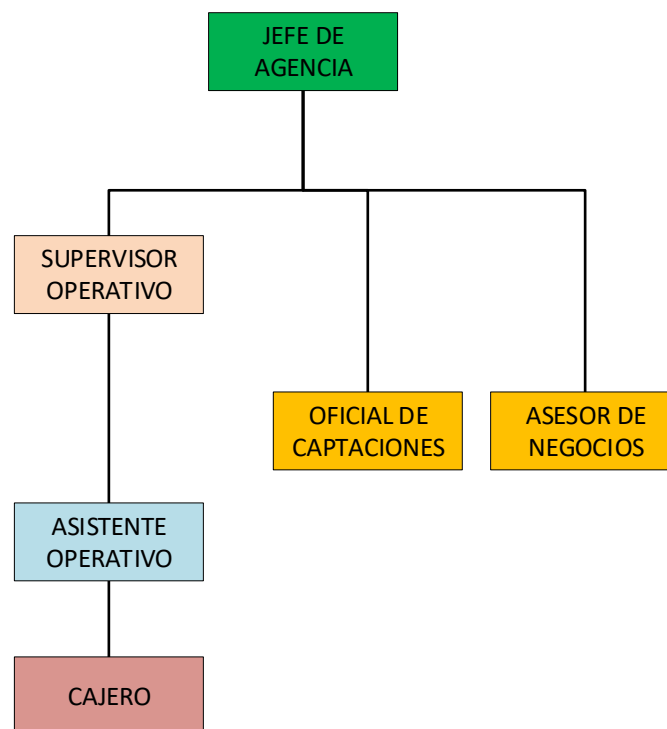 JEFE DE
AGENCIA
SUPERVISOR
OPERATIVO
OFICIAL DE
CAPTACIONES
ASESOR DE
NEGOCIOS
ASISTENTE
OPERATIVO
CAJERO